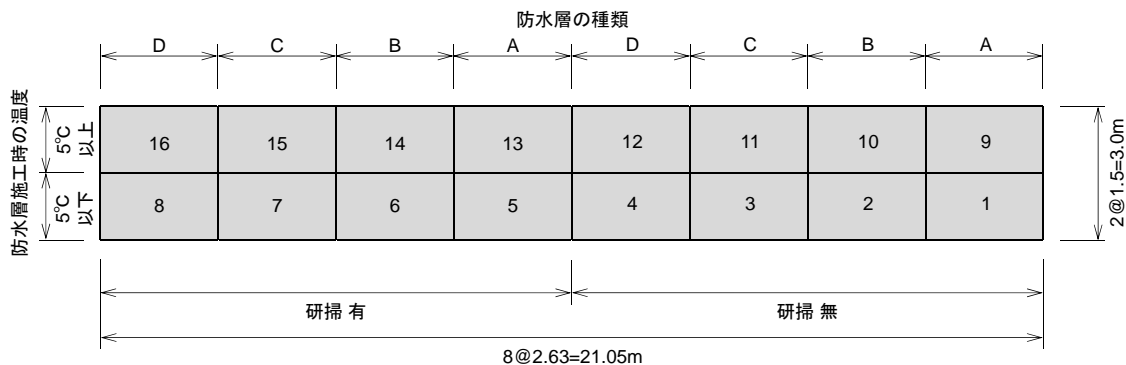 防水層の種類
D C B A D C B A
防水層施工時の温度
5℃
以上
16 15 14 13 12 11 10 9
5℃
以下
8 7 6 5 4 3 2 1
2@1.5=3.0m
研掃 有 研掃 無
8@2.63=21.05m